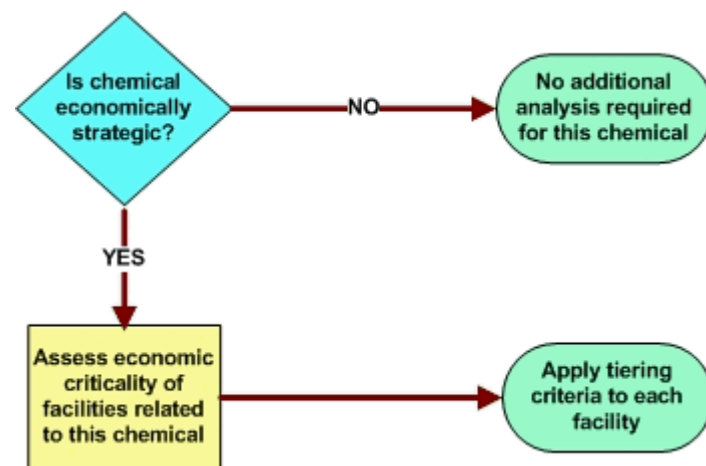 Is chemical
economically
strategic?
NO
No additional
analysis required
for this chemical
YES
Assess economic
criticality of
facilities related
to this chemical
Apply tiering
criteria to each
facility